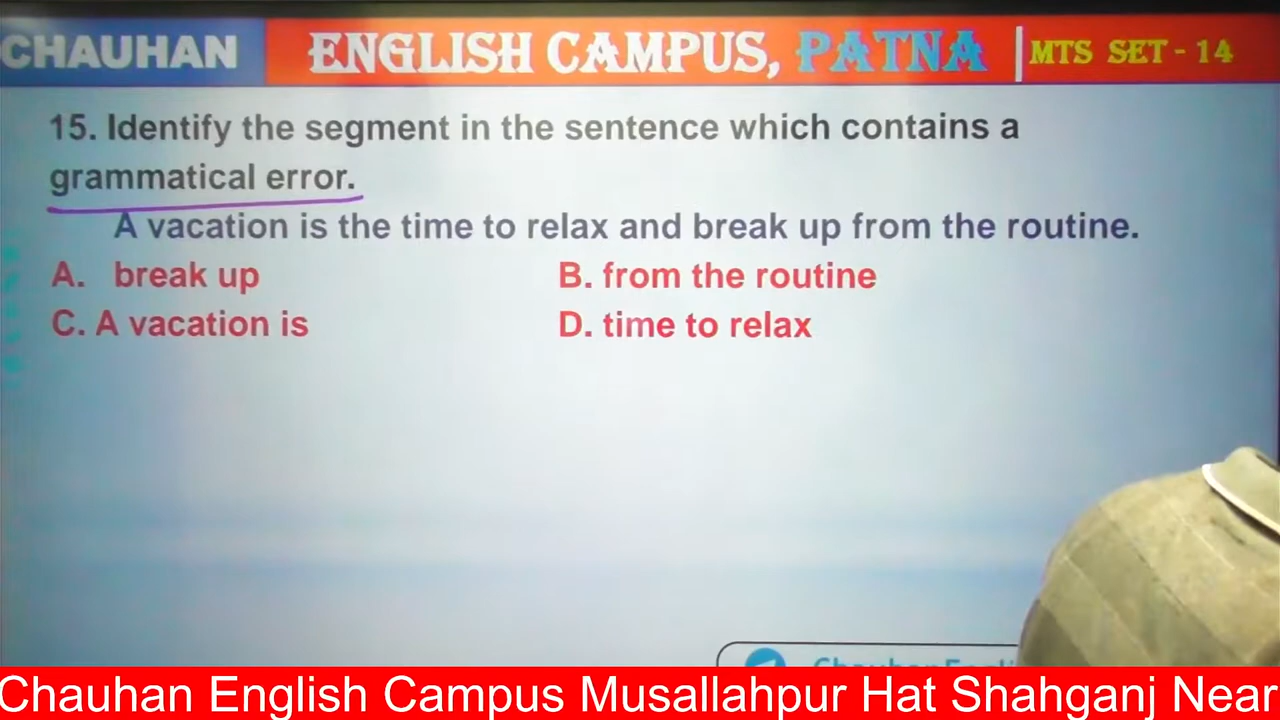 CHAUHAN ENGLISH CAMPUS, PATNA MTS SET - 14
15. Identify the segment in the sentence which contains a
grammatical error.
A vacation is the time to relax and break up from the routine.
A. break up B. from the routine
C. A vacation is D. time to relax
Chauhan Engli
Chauhan English Campus Musallahpur Hat Shahganj Near